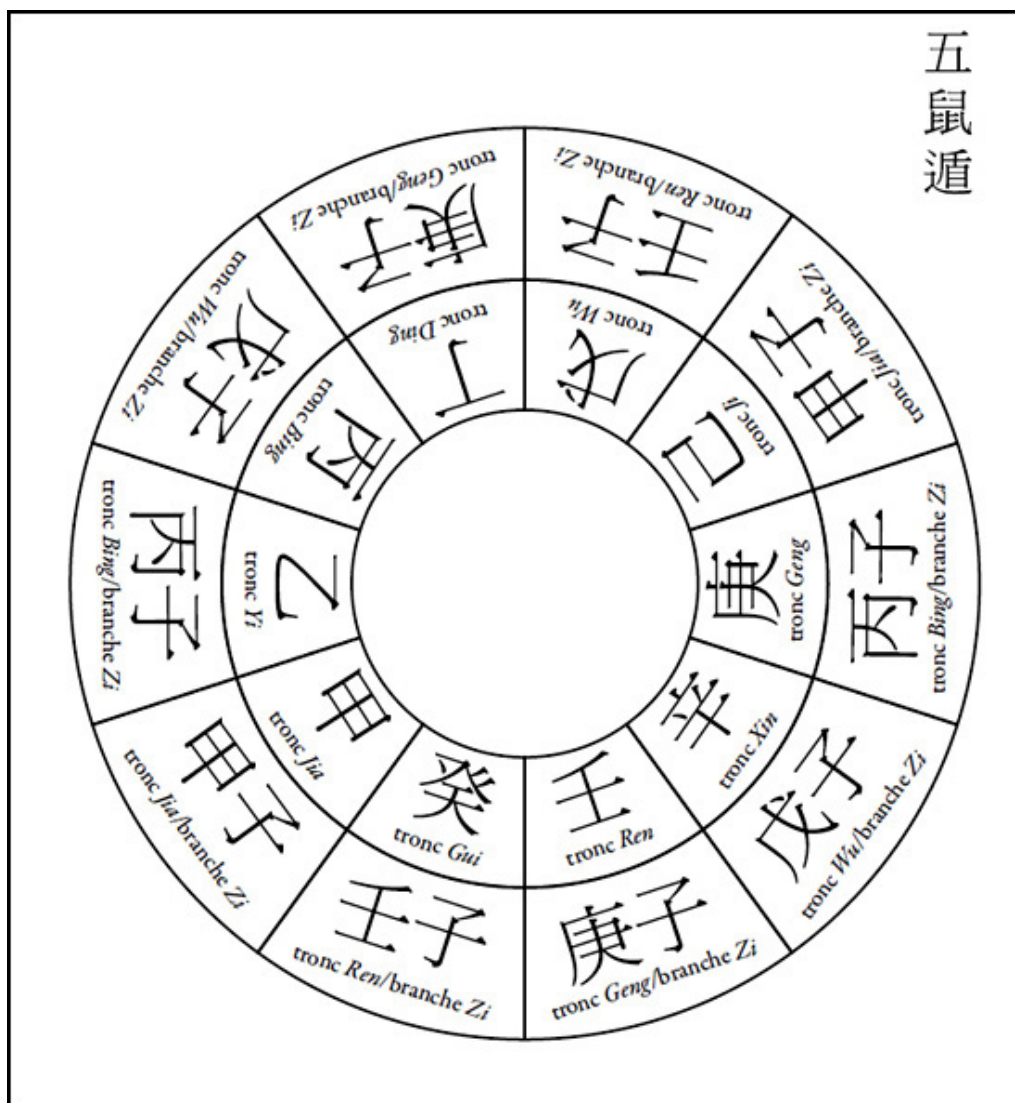 五鼠遁
壬子
tronc Ren/branche Zi
甲子
tronc Jia/branche Zi
丙子
tronc Bing/branche Zi
戊子
tronc Wu/branche Zi
庚子
tronc Geng/branche Zi
壬子
tronc Ren/branche Zi
甲子
tronc Jia/branche Zi
丙子
tronc Bing/branche Zi
戊子
tronc Wu/branche Zi
庚子
tronc Geng/branche Zi
戊
tronc Wu
己
tronc Ji
庚
tronc Geng
辛
tronc Xin
壬
tronc Ren
癸
tronc Gui
甲
tronc Jia
乙
tronc Yi
丙
tronc Bing
丁
tronc Ding